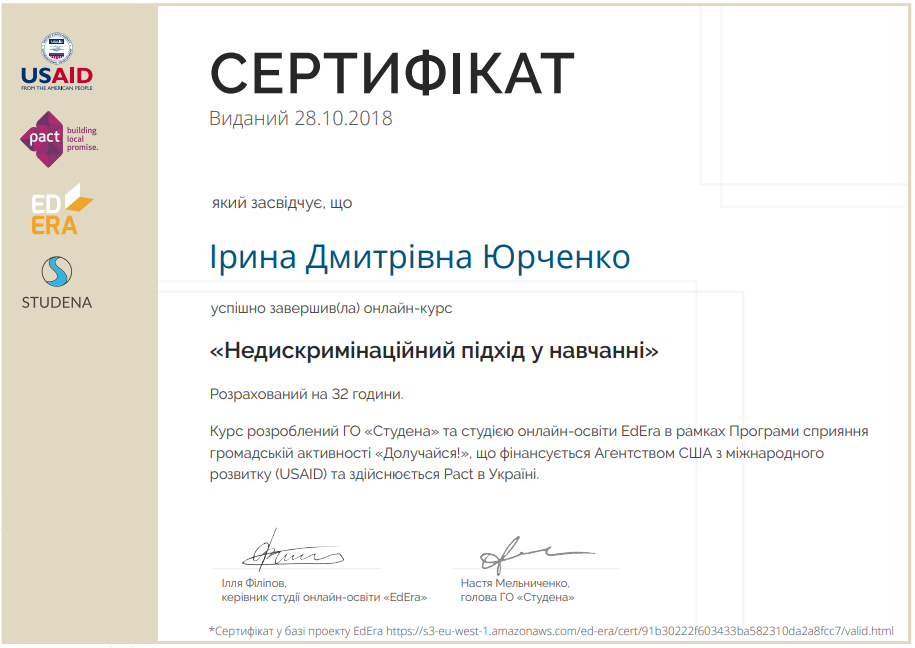 USAID
FROM THE AMERICAN PEOPLE
pact
building
local
promise.
ED
ERA
STUDENA
СЕРТИФІКАТ
Виданий 28.10.2018
який засвідчує, що
Ірина Дмитрівна Юрченко
успішно завершив(ла) онлайн-курс
«Недискримінаційний підхід у навчанні»
Розрахований на 32 години.
Курс розроблений ГО «Студена» та студією онлайн-освіти EdEra в рамках Програми сприяння
громадській активності «Долучайся!», що фінансується Агентством США з міжнародного
розвитку (USAID) та здійснюється Pact в Україні.
Ілля Філіпов,
керівник студії онлайн-освіти «EdEra»
Настя Мельниченко,
голова ГО «Студена»
*Сертифікат у базі проекту EdEra https://s3-eu-west-1.amazonaws.com/ed-era/cert/91b30222f603433ba582310da2a8fcc7/valid.html